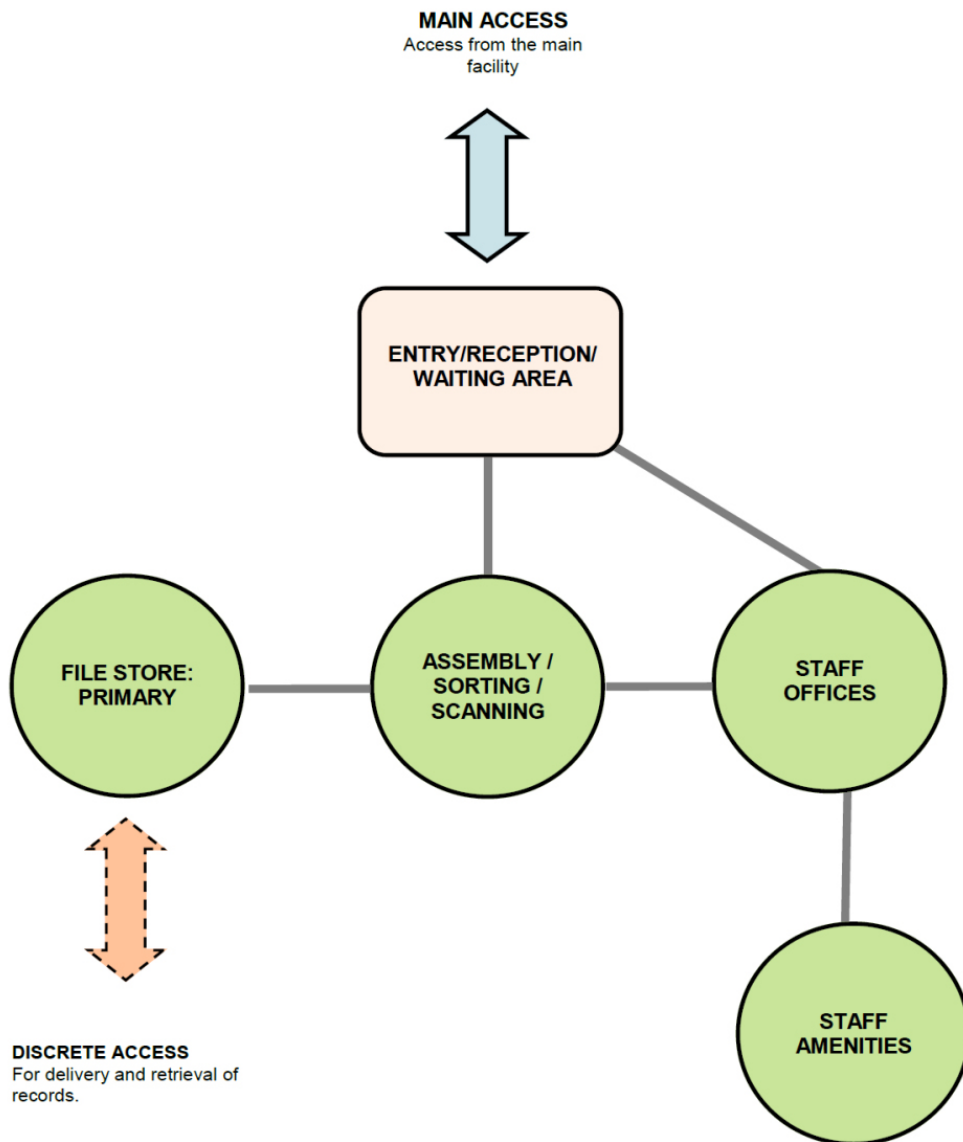 MAIN ACCESS
Access from the main
facility
ENTRY/RECEPTION/
WAITING AREA
FILE STORE:
PRIMARY
ASSEMBLY /
SORTING /
SCANNING
STAFF
OFFICES
STAFF
AMENITIES
DISCRETE ACCESS
For delivery and retrieval of
records.